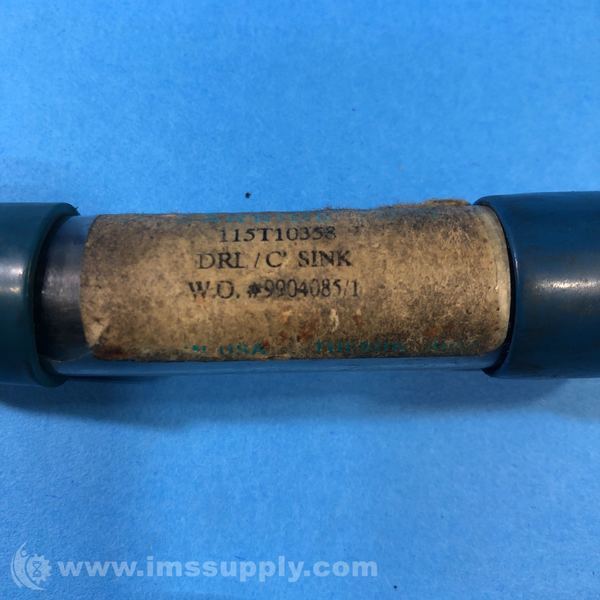 115T10358
DRL / C' SINK
W.O. #9904085/1
www.imssupply.com